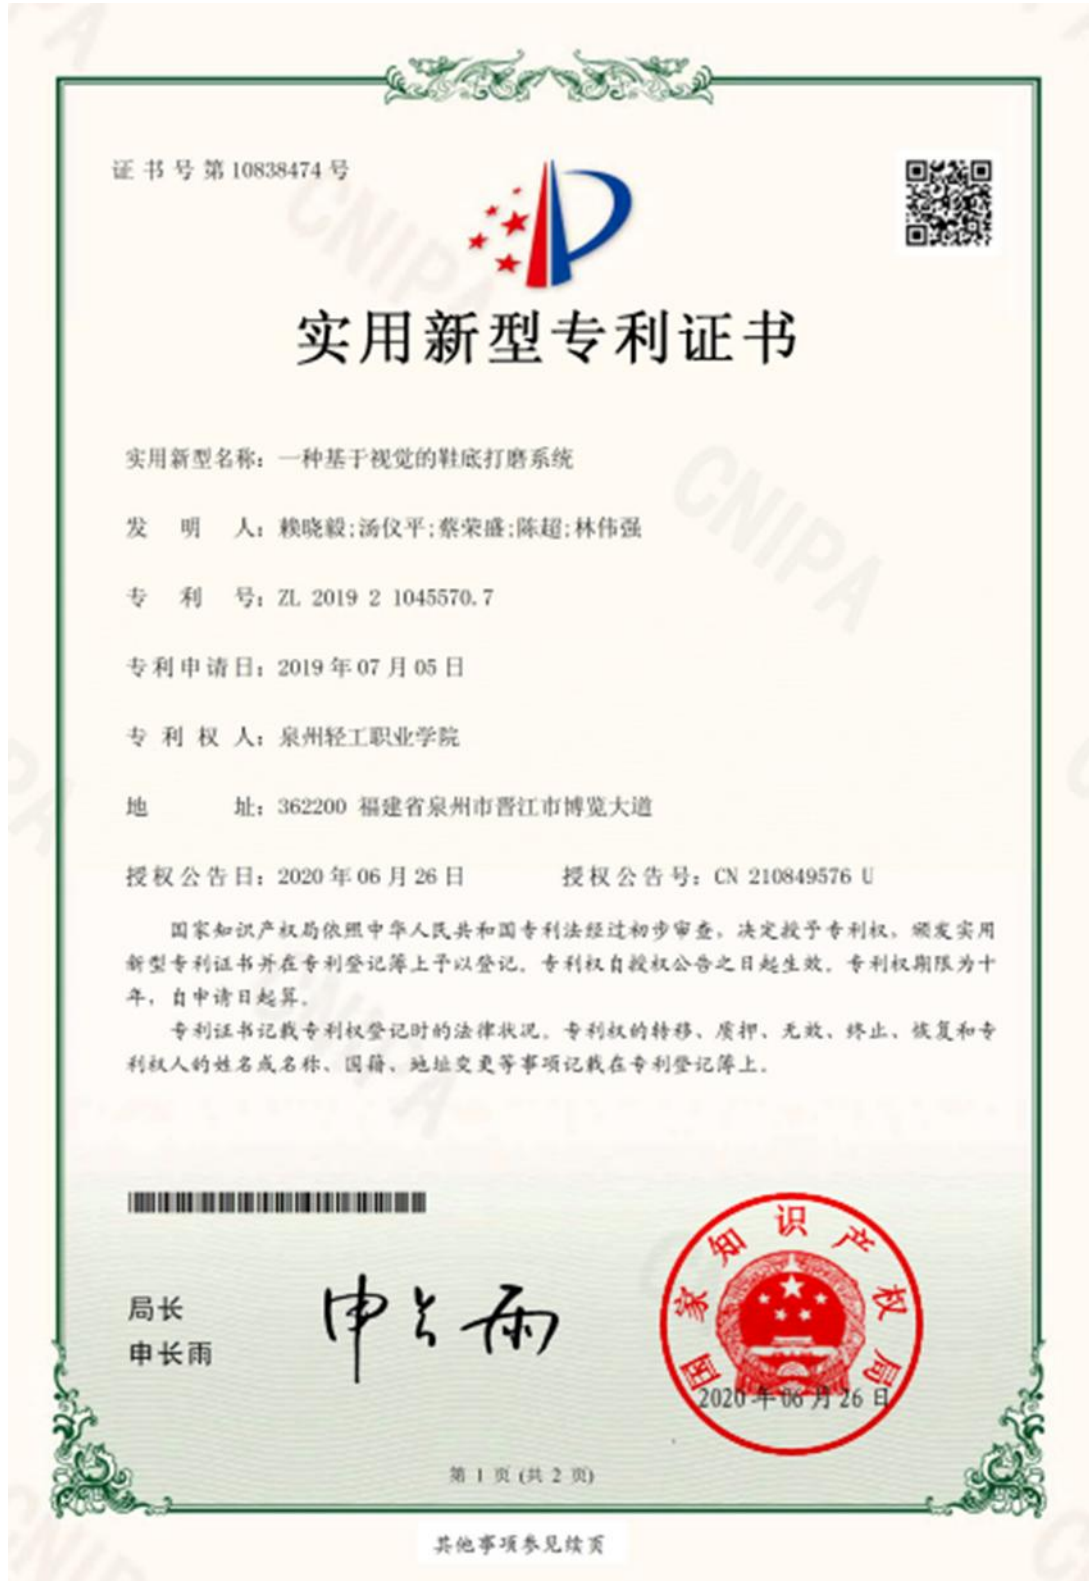 证书号第10838474号
实用新型专利证书
实用新型名称：一种基于视觉的鞋底打磨系统
发 明 人：赖晓毅;汤仪平;蔡荣盛;陈超;林伟强
专 利 号：ZL 2019 2 1045570.7
专利申请日：2019年07月05日
专 利 权 人：泉州轻工职业学院
地 址：362200 福建省泉州市晋江市博览大道
授权公告日：2020年06月26日 授权公告号：CN 210849576 U
国家知识产权局依照中华人民共和国专利法经过初步审查，决定授予专利权，颁发实用
新型专利证书并在专利登记簿上予以登记。专利权自授权公告之日起生效。专利权期限为十
年，自申请日起算。
专利证书记载专利权登记时的法律状况。专利权的转移、质押、无效、终止、恢复和专
利权人的姓名或名称、国籍、地址变更等事项记载在专利登记簿上。
局长
申长雨
申长雨
国家知识产权局
2020年06月26日
第 1 页 (共 2 页)
其他事项参见续页
CNIPA
CNIPA
CNIPA